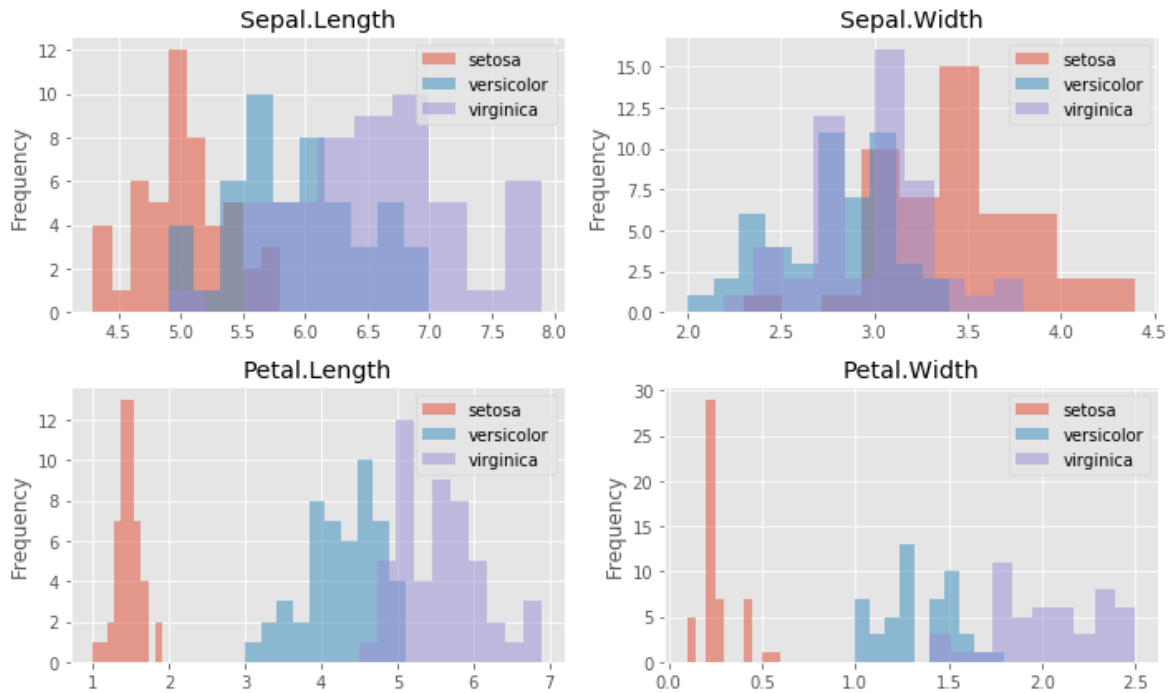 Sepal.Length
12
10
8
6
4
2
0
Frequency
4.5 5.0 5.5 6.0 6.5 7.0 7.5 8.0
setosa
versicolor
virginica
Sepal.Width
15.0
12.5
10.0
7.5
5.0
2.5
0.0
Frequency
2.0 2.5 3.0 3.5 4.0 4.5
setosa
versicolor
virginica
Petal.Length
12
10
8
6
4
2
0
Frequency
1 2 3 4 5 6 7
setosa
versicolor
virginica
Petal.Width
30
25
20
15
10
5
0
Frequency
0.0 0.5 1.0 1.5 2.0 2.5
setosa
versicolor
virginica